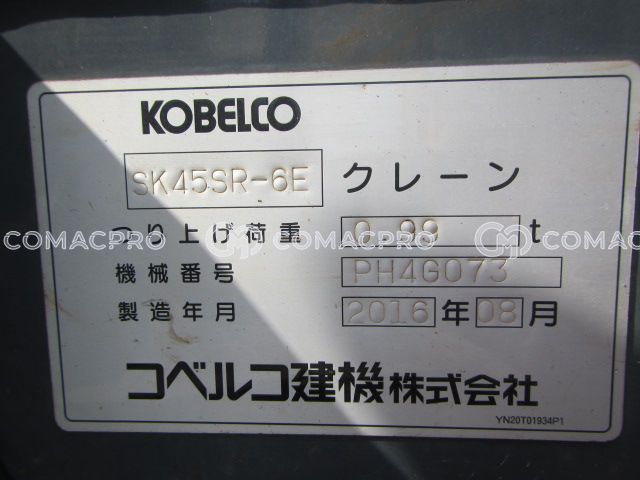 KOBELCO
SK45SR-6E クレーン
つり上げ荷重 0.99 t
COMACPRO COMACPRO COMACPRO
機械番号 PH4G073
製造年月 2016 年 08 月
コベルコ建機株式会社
YN20T01934P1